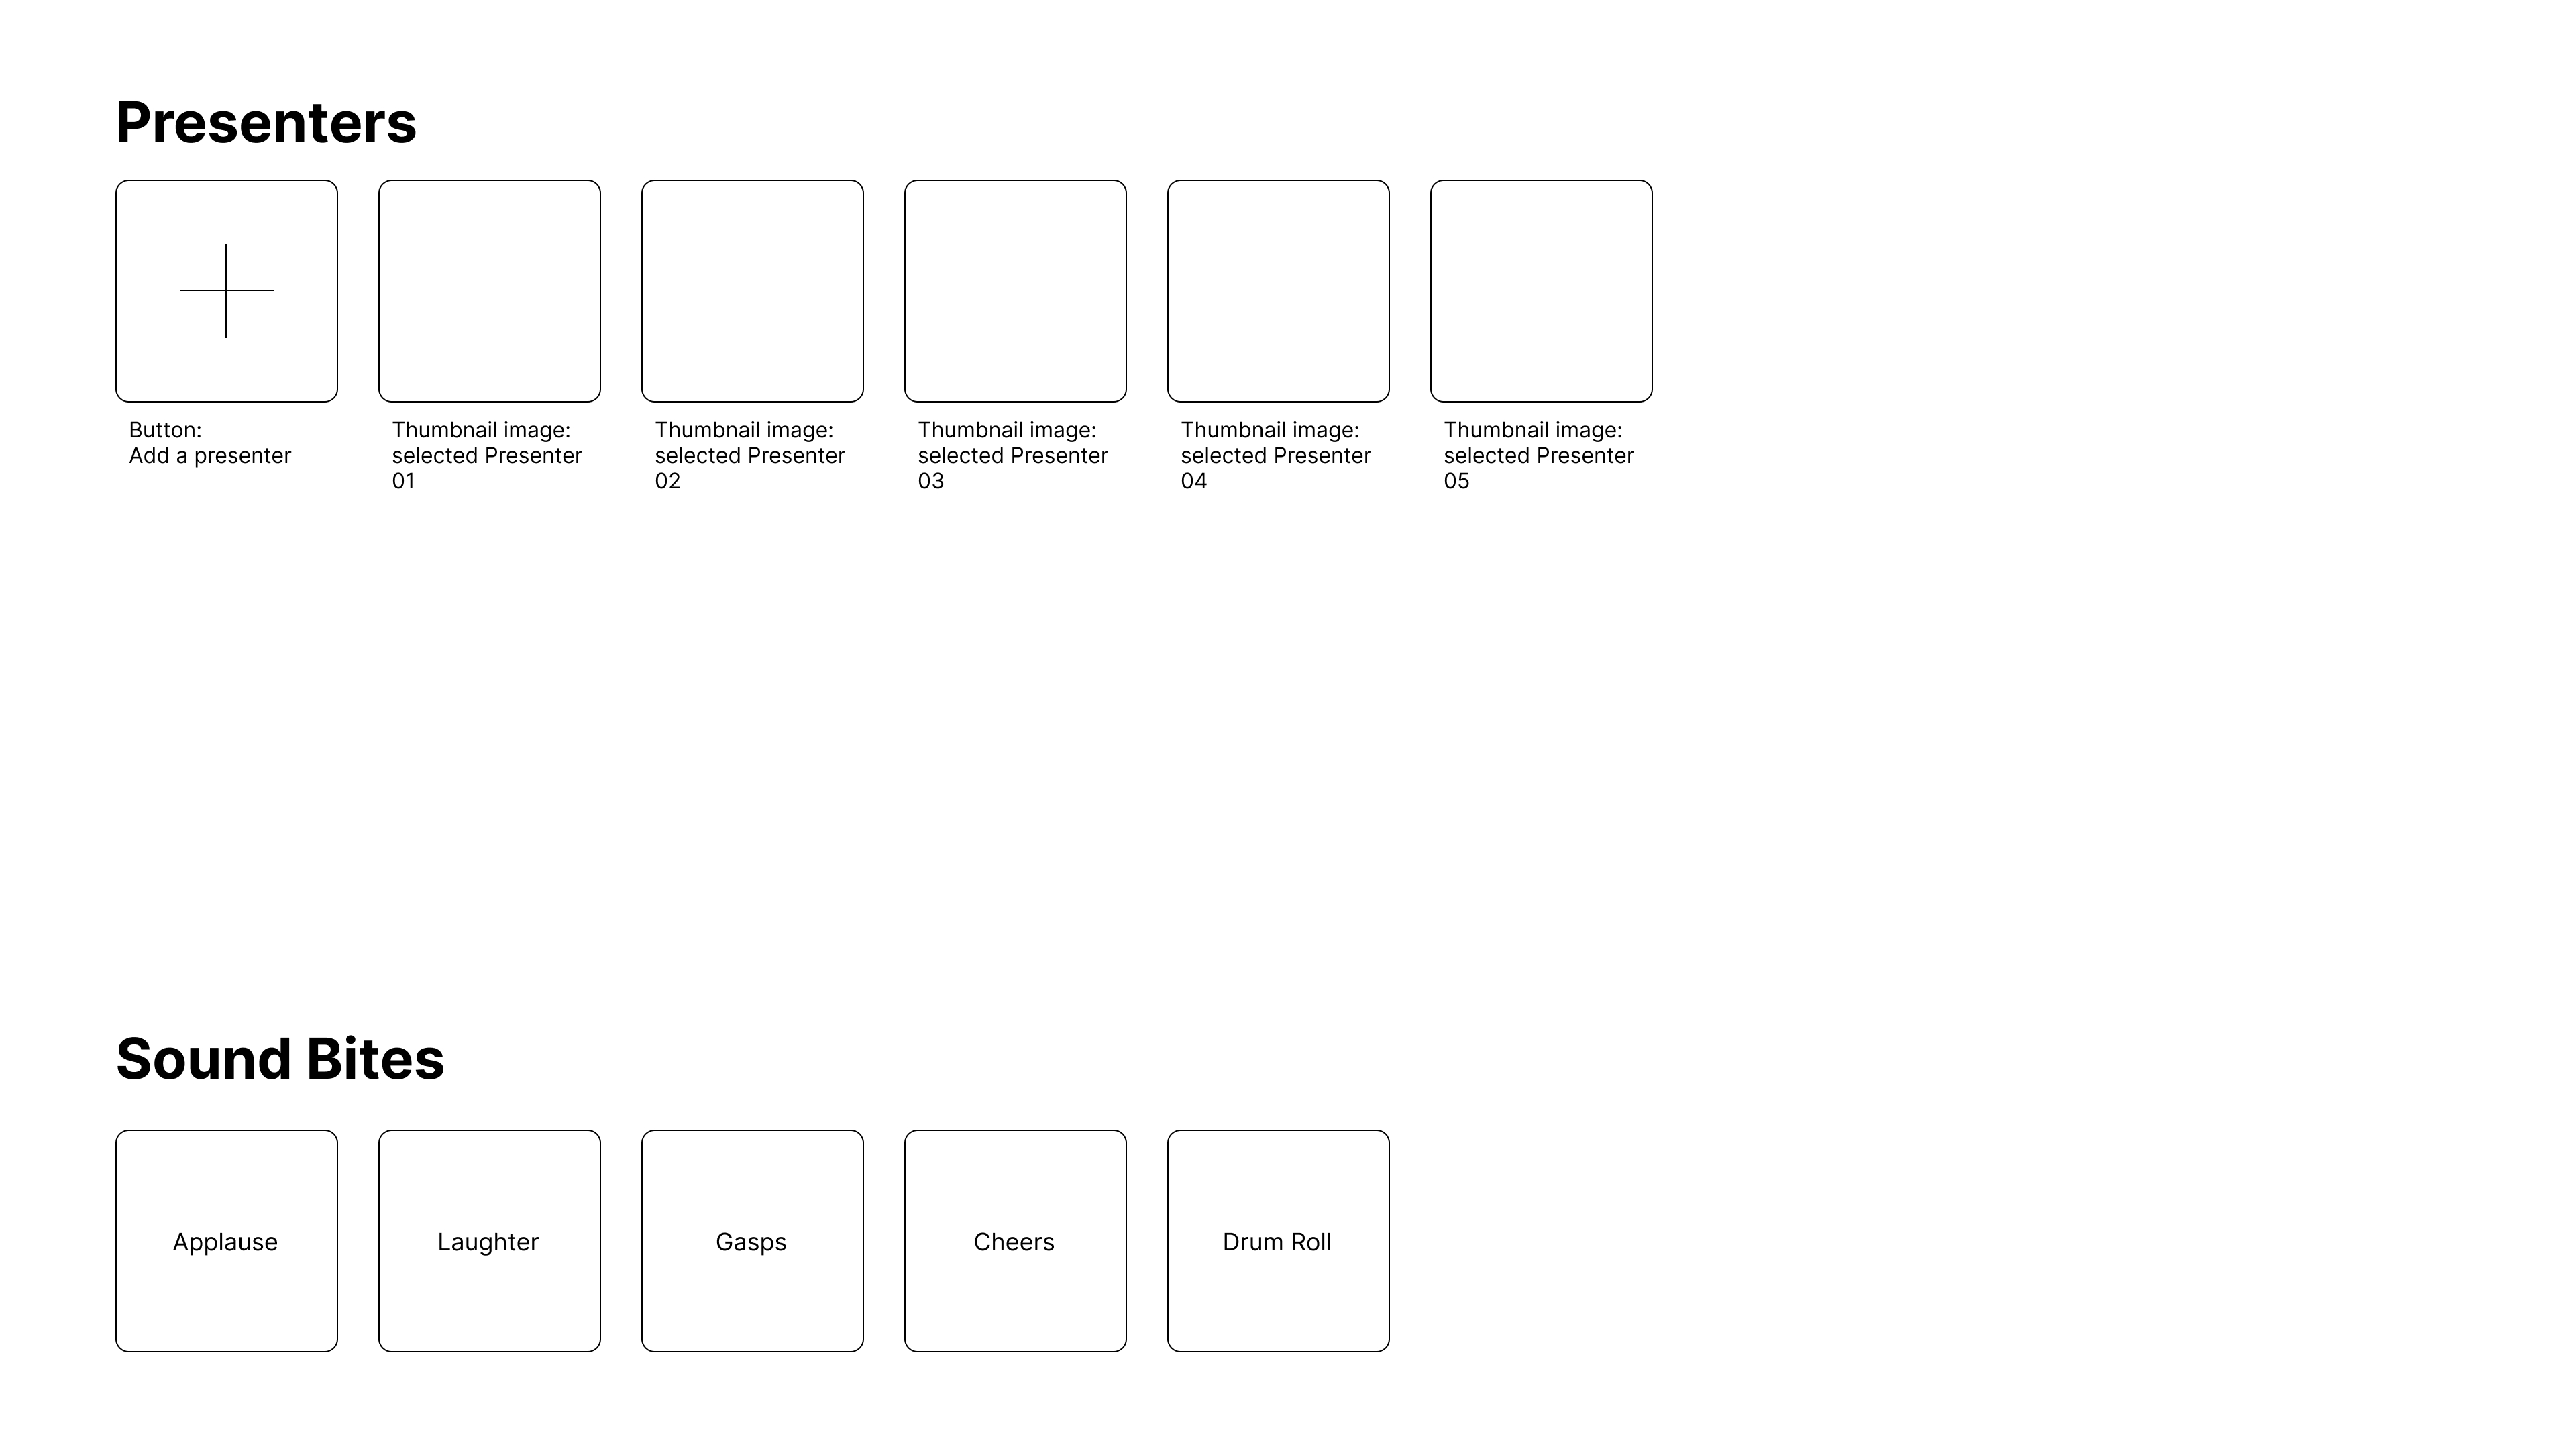 Presenters
Button:
Add a presenter
Thumbnail image:
selected Presenter
01
Thumbnail image:
selected Presenter
02
Thumbnail image:
selected Presenter
03
Thumbnail image:
selected Presenter
04
Thumbnail image:
selected Presenter
05
Sound Bites
Applause
Laughter
Gasps
Cheers
Drum Roll